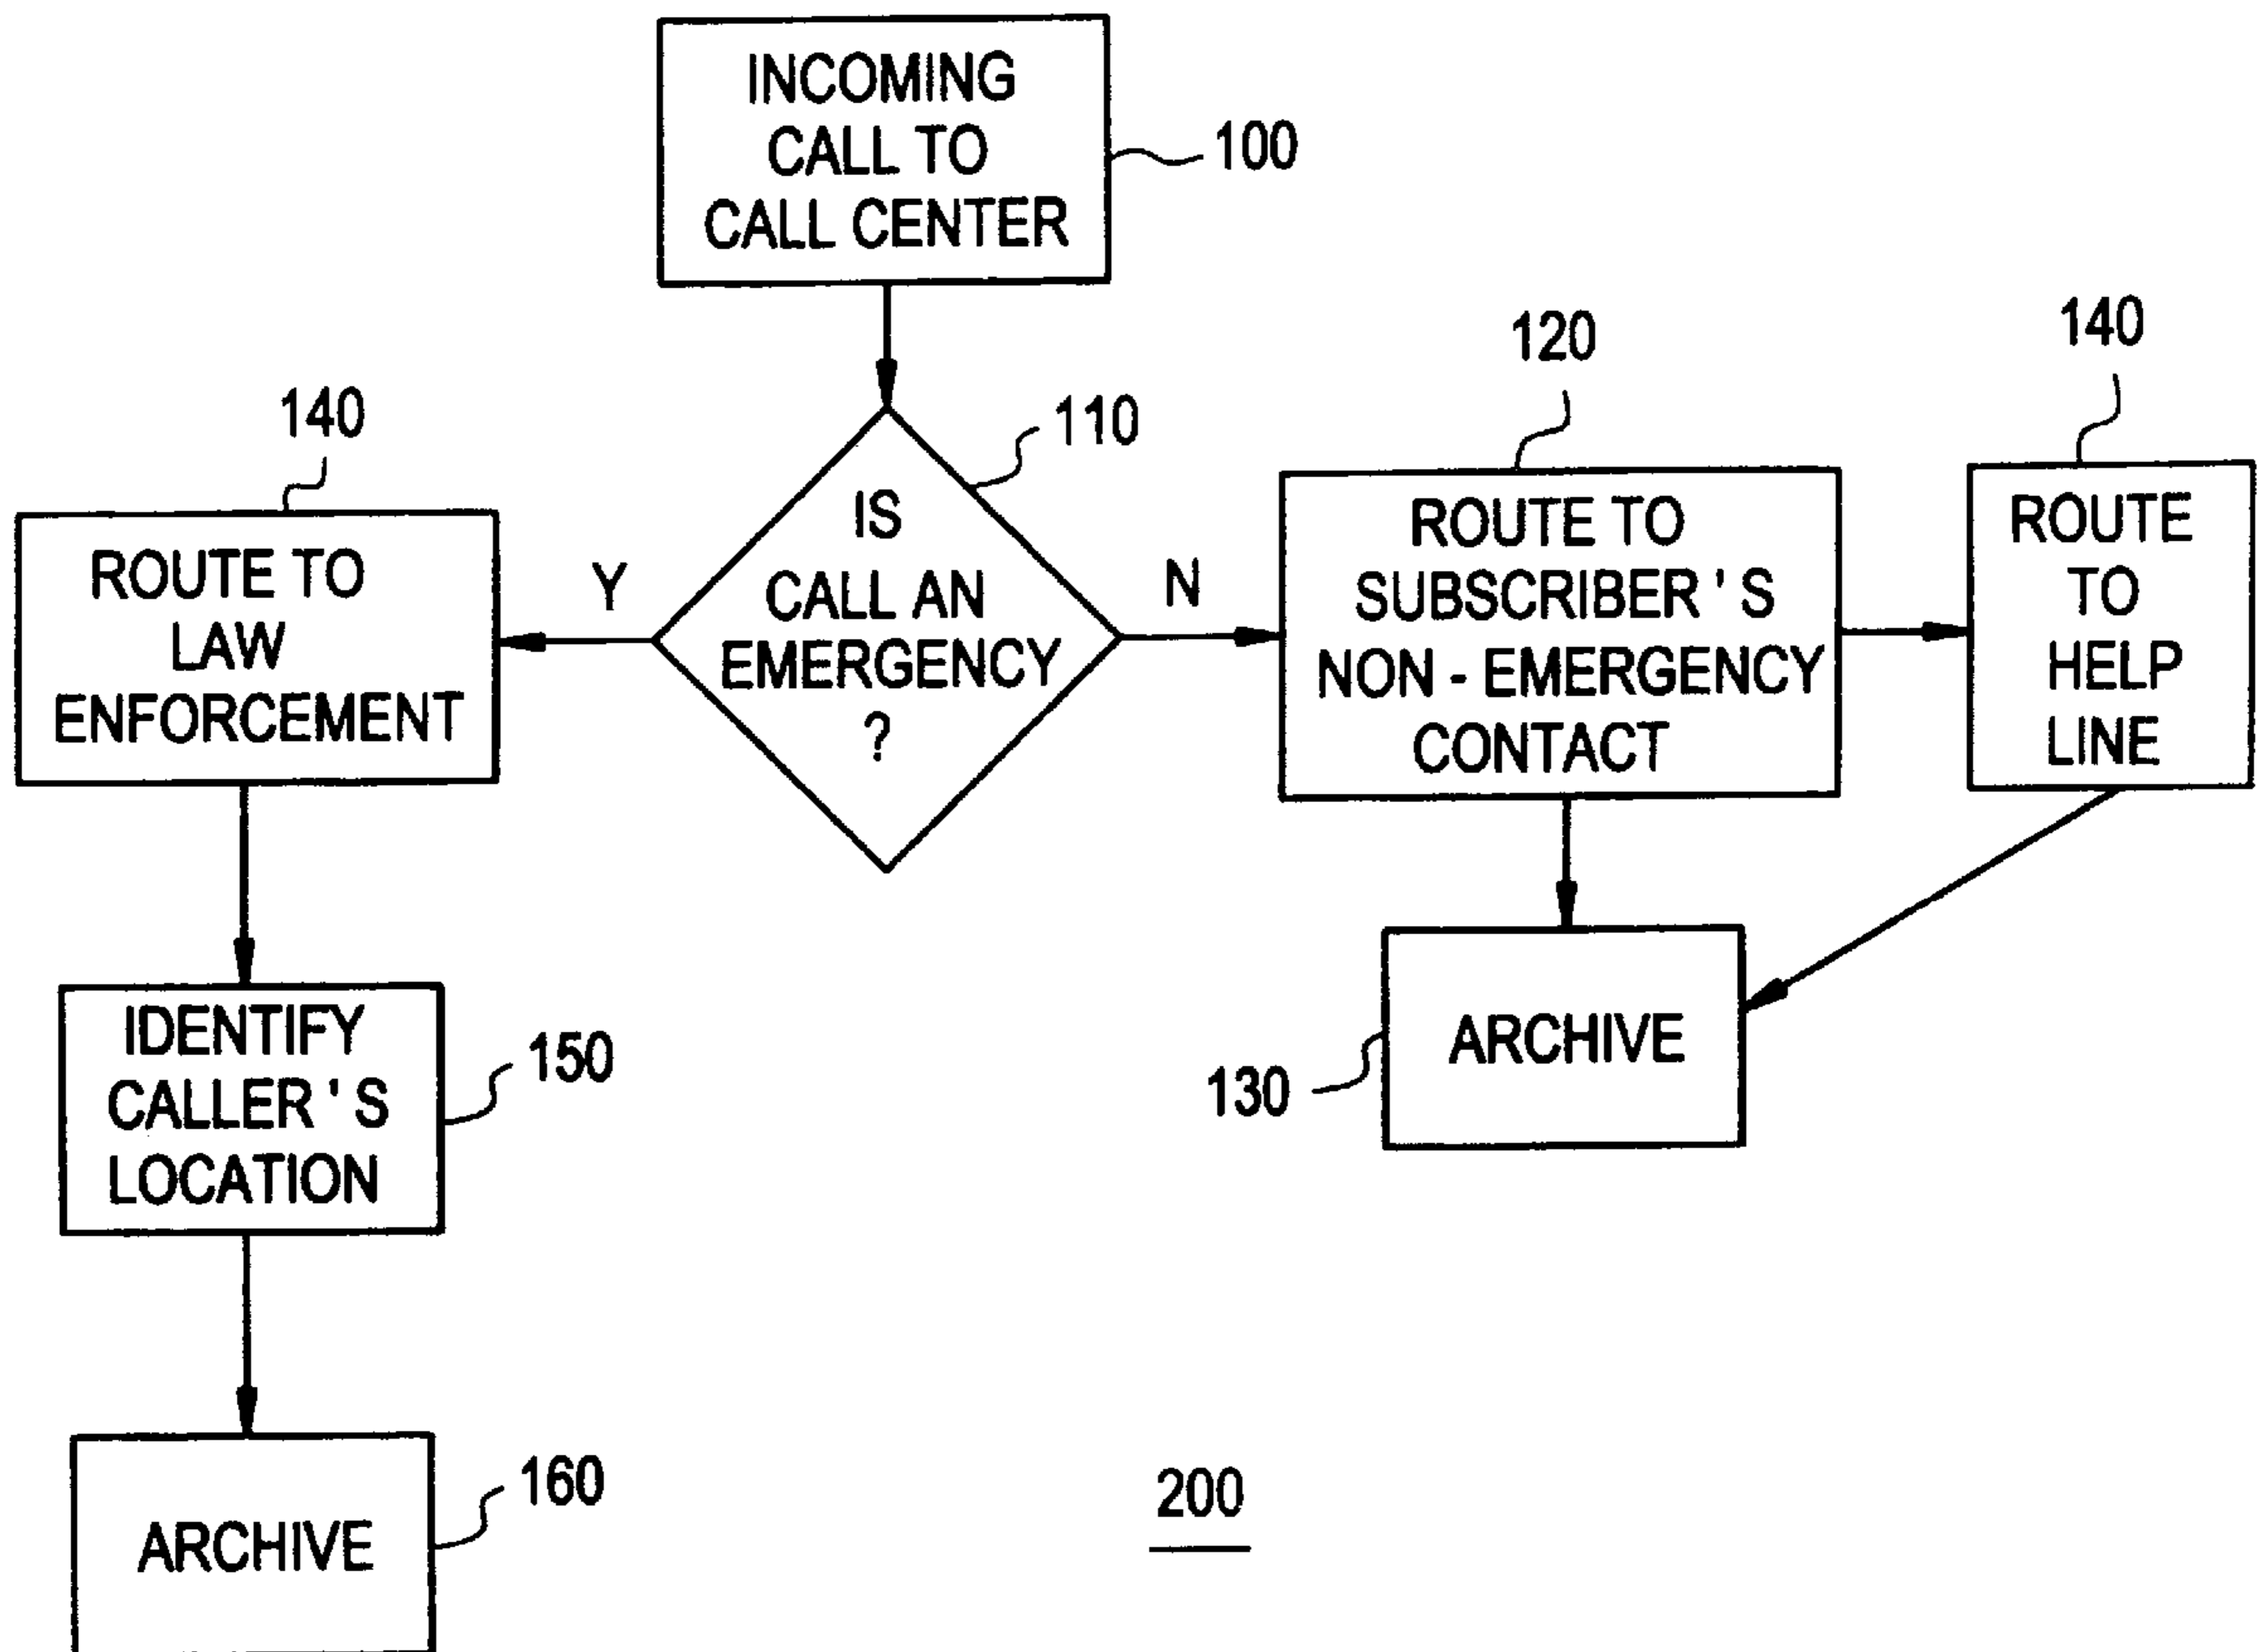 INCOMING
CALL TO
CALL CENTER
100
110
IS
CALL AN
EMERGENCY
?
Y
N
140
ROUTE TO
LAW
ENFORCEMENT
120
ROUTE TO
SUBSCRIBER'S
NON - EMERGENCY
CONTACT
140
ROUTE
TO
HELP
LINE
IDENTIFY
CALLER'S
LOCATION
150
130
ARCHIVE
ARCHIVE
160
200